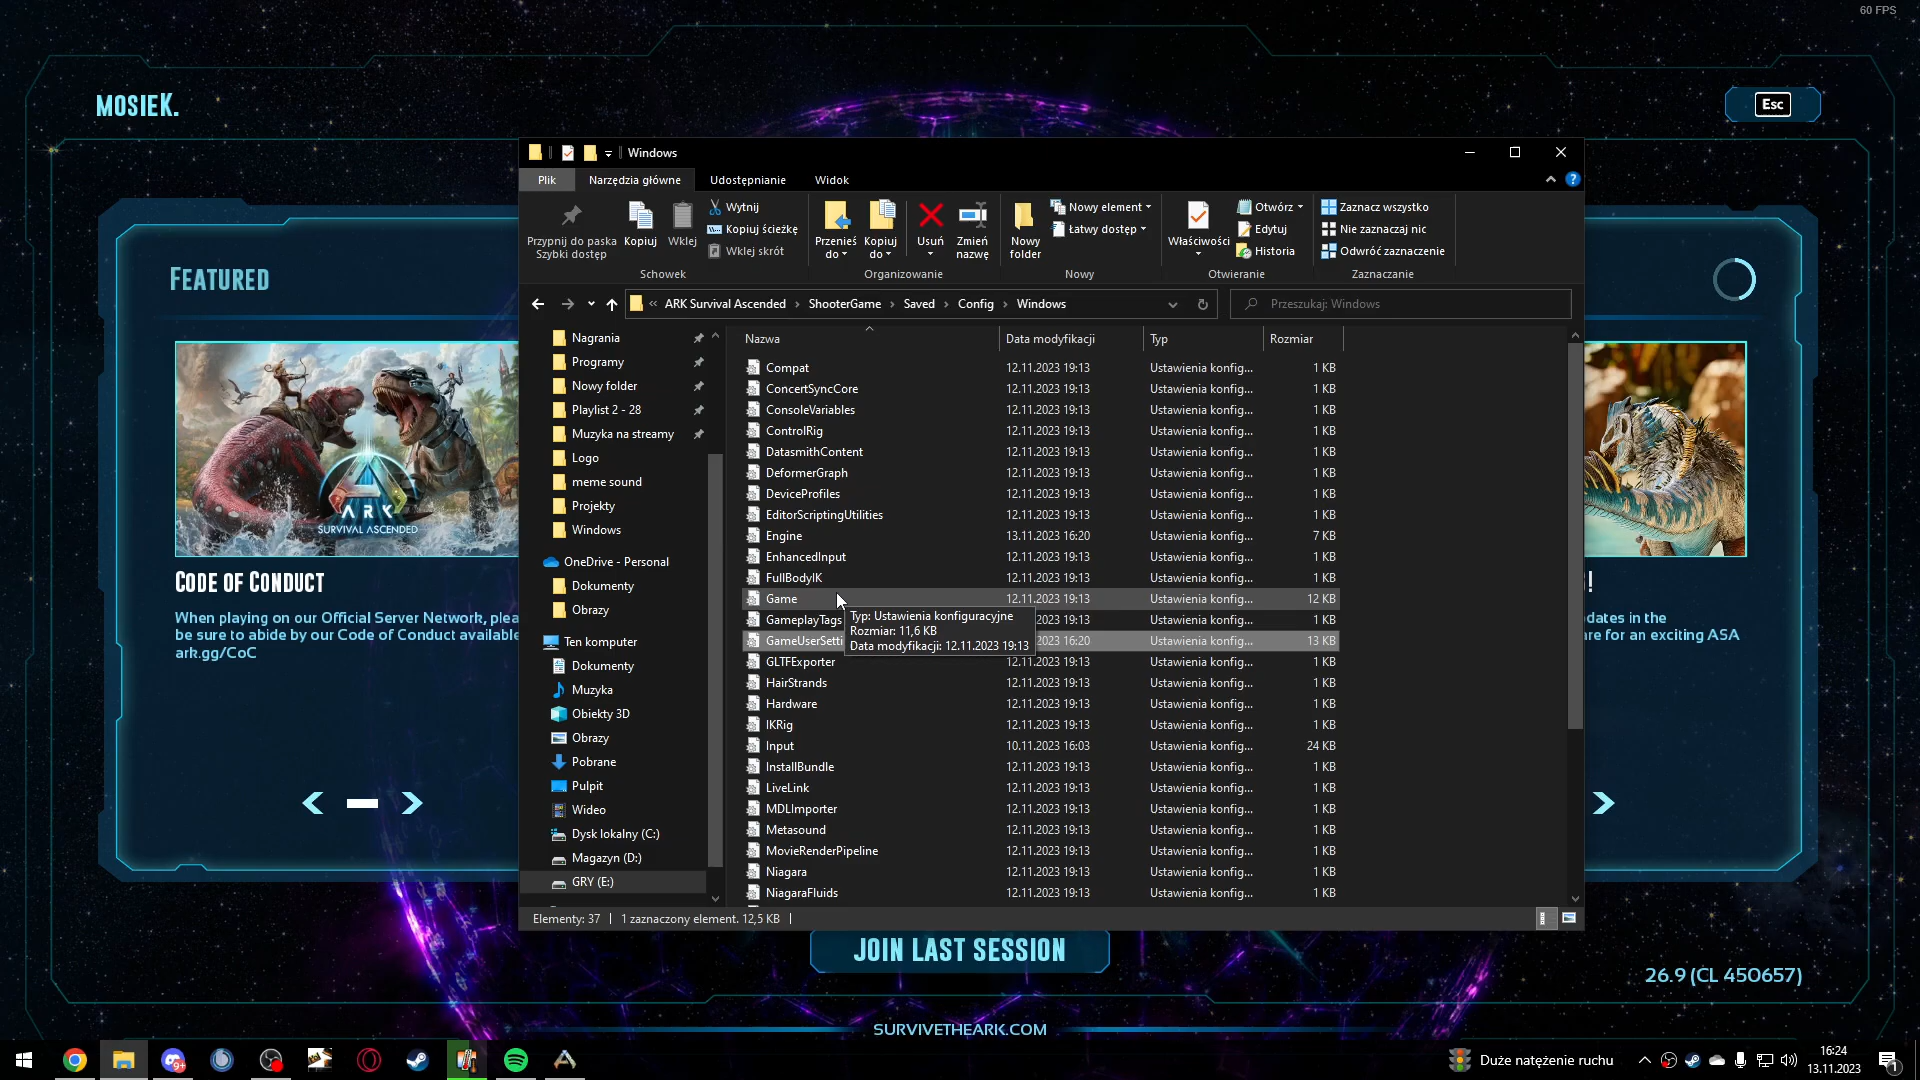 60 FPS
MOSIEK.
Esc
Windows
Plik
Narzędzia główne
Udostępnianie
Widok
Przypnij do paska
Szybki dostęp
Kopiuj
Wklej
Wytnij
Kopiuj ścieżkę
Wklej skrót
Schowek
Przenieś
do
Kopiuj
do
Usuń
Zmień
nazwę
Organizowanie
Nowy
folder
Nowy element
Łatwy dostęp
Nowy
Właściwości
Otwórz
Edytuj
Historia
Otwieranie
Zaznacz wszystko
Nie zaznaczaj nic
Odwróć zaznaczenie
Zaznaczanie
« ARK Survival Ascended › ShooterGame › Saved › Config › Windows
Przeszukaj: Windows
FEATURED
ARK
SURVIVAL ASCENDED
CODE OF CONDUCT
When playing on our Official Server Network, plea
be sure to abide by our Code of Conduct available
ark.gg/CoC
Nagrania
Programy
Nowy folder
Playlist 2 - 28
Muzyka na streamy
Logo
meme sound
Projekty
Windows
OneDrive - Personal
Dokumenty
Obrazy
Ten komputer
Dokumenty
Muzyka
Obiekty 3D
Obrazy
Pobrane
Pulpit
Wideo
Dysk lokalny (C:)
Magazyn (D:)
GRY (E:)
Nazwa Data modyfikacji Typ Rozmiar
Compat 12.11.2023 19:13 Ustawienia konfig... 1 KB
ConcertSyncCore 12.11.2023 19:13 Ustawienia konfig... 1 KB
ConsoleVariables 12.11.2023 19:13 Ustawienia konfig... 1 KB
ControlRig 12.11.2023 19:13 Ustawienia konfig... 1 KB
DatasmithContent 12.11.2023 19:13 Ustawienia konfig... 1 KB
DeformerGraph 12.11.2023 19:13 Ustawienia konfig... 1 KB
DeviceProfiles 12.11.2023 19:13 Ustawienia konfig... 1 KB
EditorScriptingUtilities 12.11.2023 19:13 Ustawienia konfig... 1 KB
Engine 13.11.2023 16:20 Ustawienia konfig... 7 KB
EnhancedInput 12.11.2023 19:13 Ustawienia konfig... 1 KB
FullBodyIK 12.11.2023 19:13 Ustawienia konfig... 1 KB
Game 12.11.2023 19:13 Ustawienia konfig... 12 KB
GameplayTags 2023 19:13 Ustawienia konfig... 1 KB
GameUserSetti 2023 16:20 Ustawienia konfig... 13 KB
Typ: Ustawienia konfiguracyjne
Rozmiar: 11,6 KB
Data modyfikacji: 12.11.2023 19:13
GLTFExporter 12.11.2023 19:13 Ustawienia konfig... 1 KB
HairStrands 12.11.2023 19:13 Ustawienia konfig... 1 KB
Hardware 12.11.2023 19:13 Ustawienia konfig... 1 KB
IKRig 12.11.2023 19:13 Ustawienia konfig... 1 KB
Input 10.11.2023 16:03 Ustawienia konfig... 24 KB
InstallBundle 12.11.2023 19:13 Ustawienia konfig... 1 KB
LiveLink 12.11.2023 19:13 Ustawienia konfig... 1 KB
MDLImporter 12.11.2023 19:13 Ustawienia konfig... 1 KB
Metasound 12.11.2023 19:13 Ustawienia konfig... 1 KB
MovieRenderPipeline 12.11.2023 19:13 Ustawienia konfig... 1 KB
Niagara 12.11.2023 19:13 Ustawienia konfig... 1 KB
NiagaraFluids 12.11.2023 19:13 Ustawienia konfig... 1 KB
Elementy: 37 1 zaznaczony element. 12,5 KB
!
dates in the
re for an exciting ASA
JOIN LAST SESSION
26.9 (CL 450657)
SURVIVETHEARK.COM
9+
Duże natężenie ruchu
16:24
13.11.2023
1